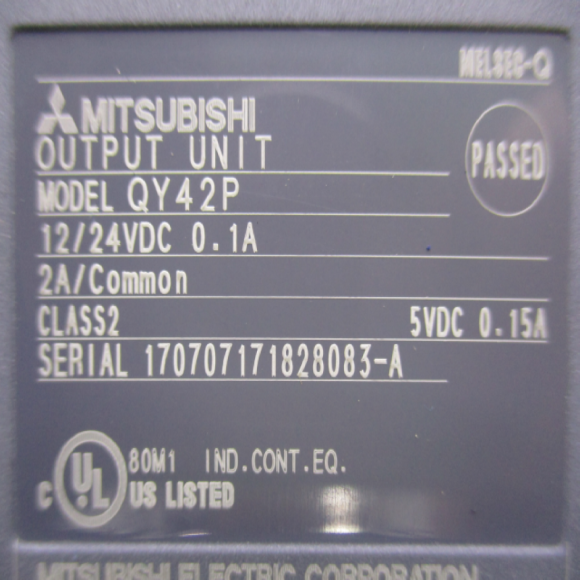 MELSEC-Q
MITSUBISHI
OUTPUT UNIT
PASSED
MODEL QY42P
12/24VDC 0.1A
2A/Common
CLASS2 5VDC 0.15A
SERIAL 170707171828083-A
80M1 IND.CONT.EQ.
C UL US LISTED
MITSUBISHI ELECTRIC CORPORATION